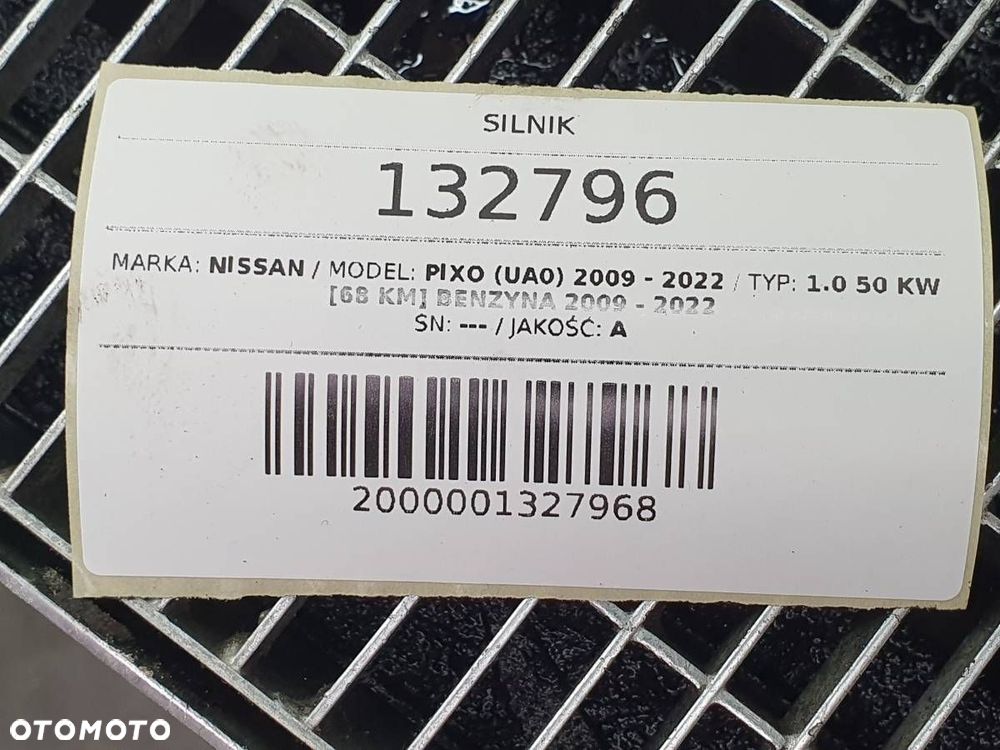 SILNIK
132796
MARKA: NISSAN / MODEL: PIXO (UA0) 2009 - 2022 / TYP: 1.0 50 KW
[68 KM] BENZYNA 2009 - 2022
SN: --- / JAKOŚĆ: A
2000001327968
OTOMOTO